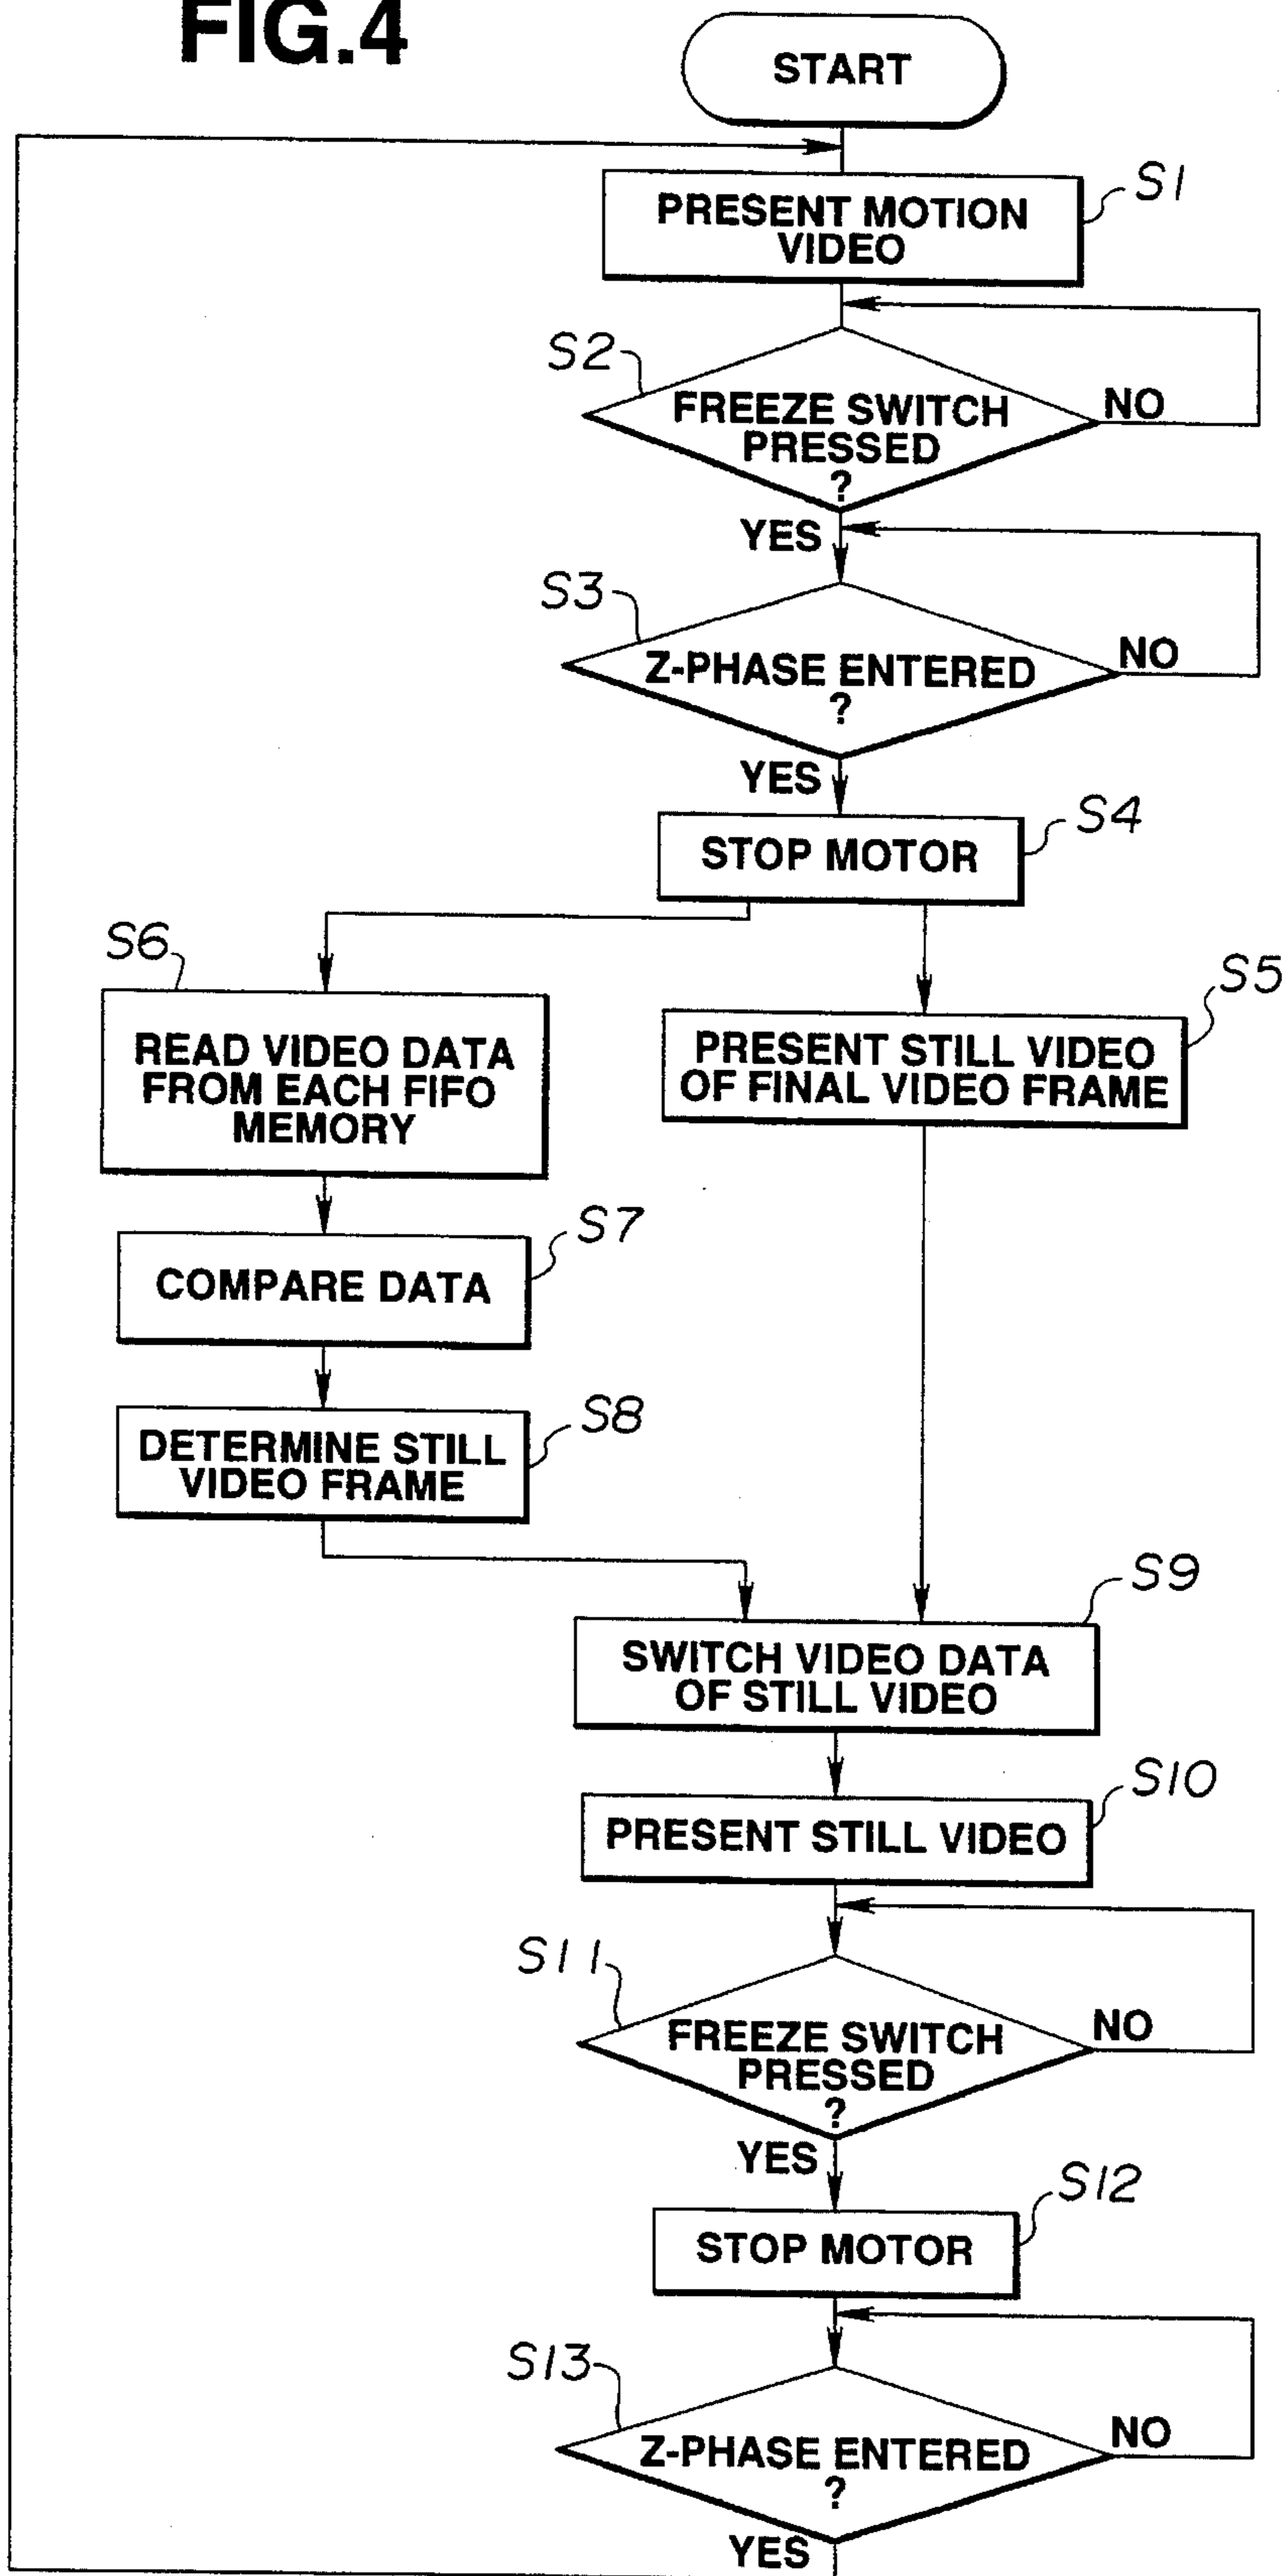 FIG.4
START
S1
PRESENT MOTION
VIDEO
S2
FREEZE SWITCH
PRESSED
?
NO
YES
S3
Z-PHASE ENTERED
?
NO
YES
S4
STOP MOTOR
S6
READ VIDEO DATA
FROM EACH FIFO
MEMORY
S5
PRESENT STILL VIDEO
OF FINAL VIDEO FRAME
S7
COMPARE DATA
S8
DETERMINE STILL
VIDEO FRAME
S9
SWITCH VIDEO DATA
OF STILL VIDEO
S10
PRESENT STILL VIDEO
S11
FREEZE SWITCH
PRESSED
?
NO
YES
S12
STOP MOTOR
S13
Z-PHASE ENTERED
?
NO
YES